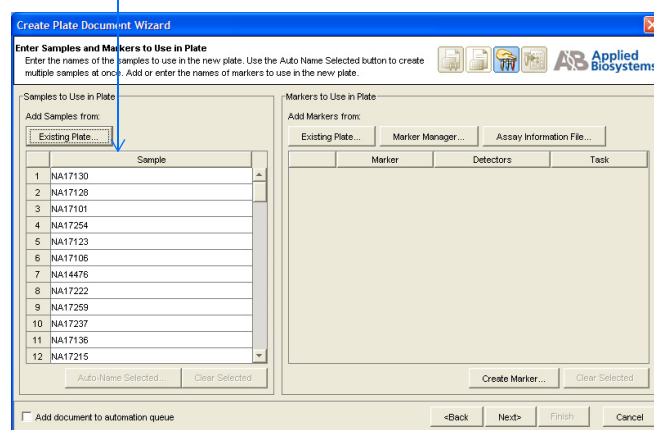 Create Plate Document Wizard
Enter Samples and Markers to Use in Plate
Enter the names of the samples to use in the new plate. Use the Auto Name Selected button to create
multiple samples at once. Add or enter the names of markers to use in the new plate.
AB Applied
Biosystems
Samples to Use in Plate
Add Samples from:
Existing Plate...
Sample
1 NA17130
2 NA17128
3 NA17101
4 NA17254
5 NA17123
6 NA17106
7 NA14476
8 NA17222
9 NA17259
10 NA17237
11 NA17136
12 NA17215
Auto-Name Selected... Clear Selected
Markers to Use in Plate
Add Markers from:
Existing Plate... Marker Manager... Assay Information File...
Marker Detectors Task
Create Marker... Clear Selected
Add document to automation queue
<Back Next> Finish Cancel